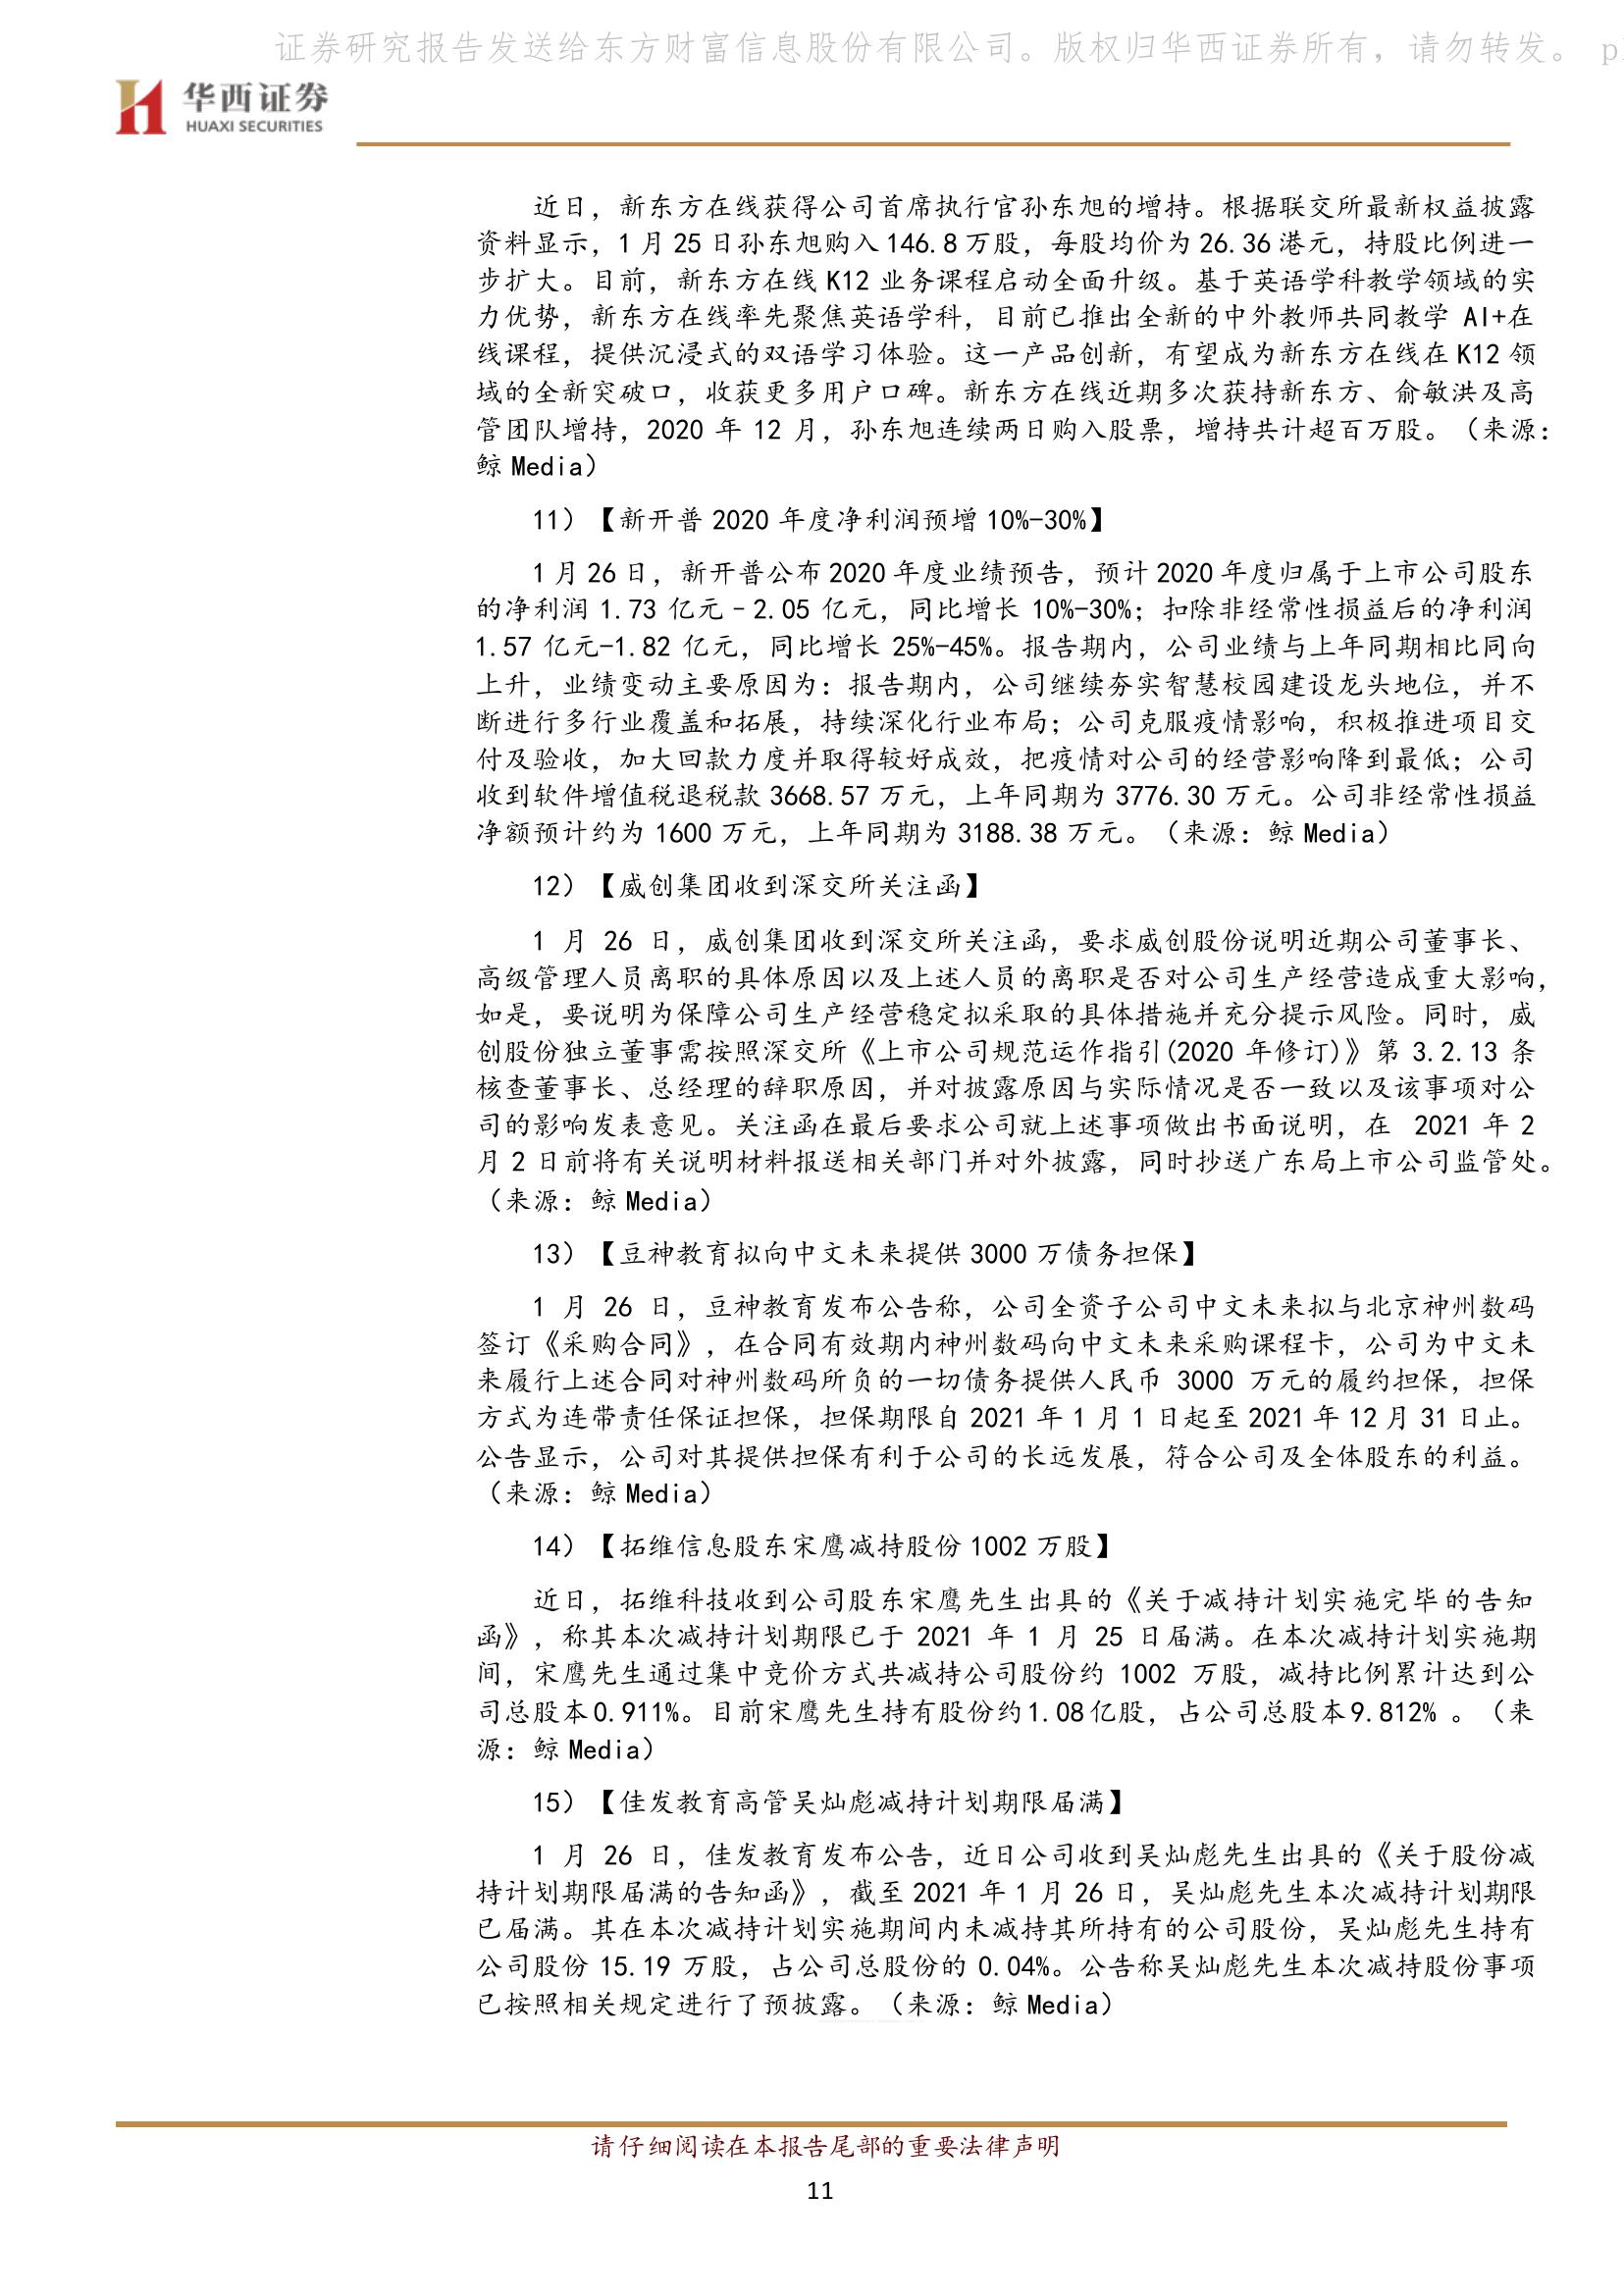 证券研究报告发送给东方财富信息股份有限公司。版权归华西证券所有，请勿转发。 p
华西证券
HUAXI SECURITIES
近日，新东方在线获得公司首席执行官孙东旭的增持。根据联交所最新权益披露
资料显示，1 月 25 日孙东旭购入 146.8 万股，每股均价为 26.36 港元，持股比例进一
步扩大。目前，新东方在线 K12 业务课程启动全面升级。基于英语学科教学领域的实
力优势，新东方在线率先聚焦英语学科，目前已推出全新的中外教师共同教学 AI+在
线课程，提供沉浸式的双语学习体验。这一产品创新，有望成为新东方在线在 K12 领
域的全新突破口，收获更多用户口碑。新东方在线近期多次获持新东方、俞敏洪及高
管团队增持，2020 年 12 月，孙东旭连续两日购入股票，增持共计超百万股。（来源：
鲸 Media）
11）【新开普 2020 年度净利润预增 10%-30%】
1 月 26 日，新开普公布 2020 年度业绩预告，预计 2020 年度归属于上市公司股东
的净利润 1.73 亿元–2.05 亿元，同比增长 10%-30%；扣除非经常性损益后的净利润
1.57 亿元-1.82 亿元，同比增长 25%-45%。报告期内，公司业绩与上年同期相比同向
上升，业绩变动主要原因为：报告期内，公司继续夯实智慧校园建设龙头地位，并不
断进行多行业覆盖和拓展，持续深化行业布局；公司克服疫情影响，积极推进项目交
付及验收，加大回款力度并取得较好成效，把疫情对公司的经营影响降到最低；公司
收到软件增值税退税款 3668.57 万元，上年同期为 3776.30 万元。公司非经常性损益
净额预计约为 1600 万元，上年同期为 3188.38 万元。（来源：鲸 Media）
12）【威创集团收到深交所关注函】
1 月 26 日，威创集团收到深交所关注函，要求威创股份说明近期公司董事长、
高级管理人员离职的具体原因以及上述人员的离职是否对公司生产经营造成重大影响，
如是，要说明为保障公司生产经营稳定拟采取的具体措施并充分提示风险。同时，威
创股份独立董事需按照深交所《上市公司规范运作指引(2020 年修订)》第 3.2.13 条
核查董事长、总经理的辞职原因，并对披露原因与实际情况是否一致以及该事项对公
司的影响发表意见。关注函在最后要求公司就上述事项做出书面说明，在 2021 年 2
月 2 日前将有关说明材料报送相关部门并对外披露，同时抄送广东局上市公司监管处。
（来源：鲸 Media）
13）【豆神教育拟向中文未来提供 3000 万债务担保】
1 月 26 日，豆神教育发布公告称，公司全资子公司中文未来拟与北京神州数码
签订《采购合同》，在合同有效期内神州数码向中文未来采购课程卡，公司为中文未
来履行上述合同对神州数码所负的一切债务提供人民币 3000 万元的履约担保，担保
方式为连带责任保证担保，担保期限自 2021 年 1 月 1 日起至 2021 年 12 月 31 日止。
公告显示，公司对其提供担保有利于公司的长远发展，符合公司及全体股东的利益。
（来源：鲸 Media）
14）【拓维信息股东宋鹰减持股份 1002 万股】
近日，拓维科技收到公司股东宋鹰先生出具的《关于减持计划实施完毕的告知
函》，称其本次减持计划期限已于 2021 年 1 月 25 日届满。在本次减持计划实施期
间，宋鹰先生通过集中竞价方式共减持公司股份约 1002 万股，减持比例累计达到公
司总股本 0.911%。目前宋鹰先生持有股份约 1.08 亿股，占公司总股本 9.812% 。（来
源：鲸 Media）
15）【佳发教育高管吴灿彪减持计划期限届满】
1 月 26 日，佳发教育发布公告，近日公司收到吴灿彪先生出具的《关于股份减
持计划期限届满的告知函》，截至 2021 年 1 月 26 日，吴灿彪先生本次减持计划期限
已届满。其在本次减持计划实施期间内未减持其所持有的公司股份，吴灿彪先生持有
公司股份 15.19 万股，占公司总股份的 0.04%。公告称吴灿彪先生本次减持股份事项
已按照相关规定进行了预披露。（来源：鲸 Media）
请仔细阅读在本报告尾部的重要法律声明
11